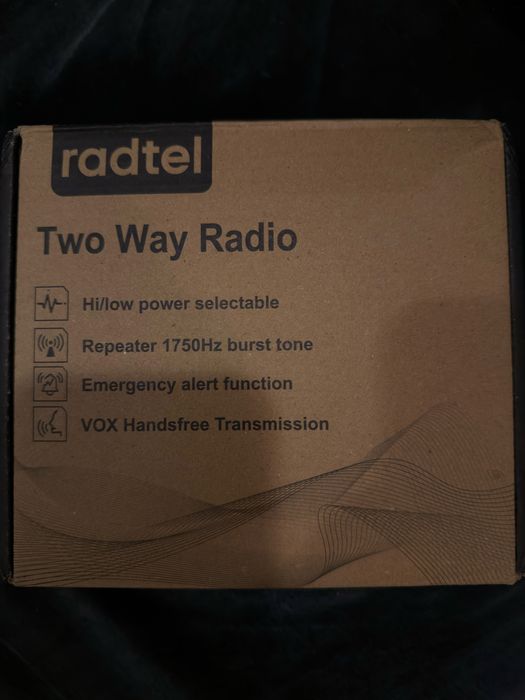 radtel
Two Way Radio
Hi/low power selectable
Repeater 1750Hz burst tone
Emergency alert function
VOX Handsfree Transmission